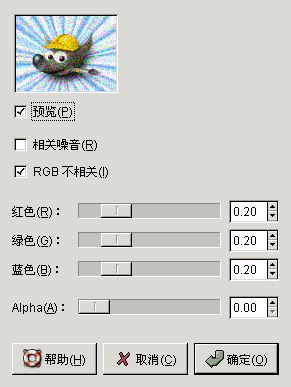 预览(P)
相关噪音(R)
RGB 不相关(I)
红色(R)： 0.20
绿色(G)： 0.20
蓝色(B)： 0.20
Alpha(A)： 0.00
帮助(H) 取消(C) 确定(O)